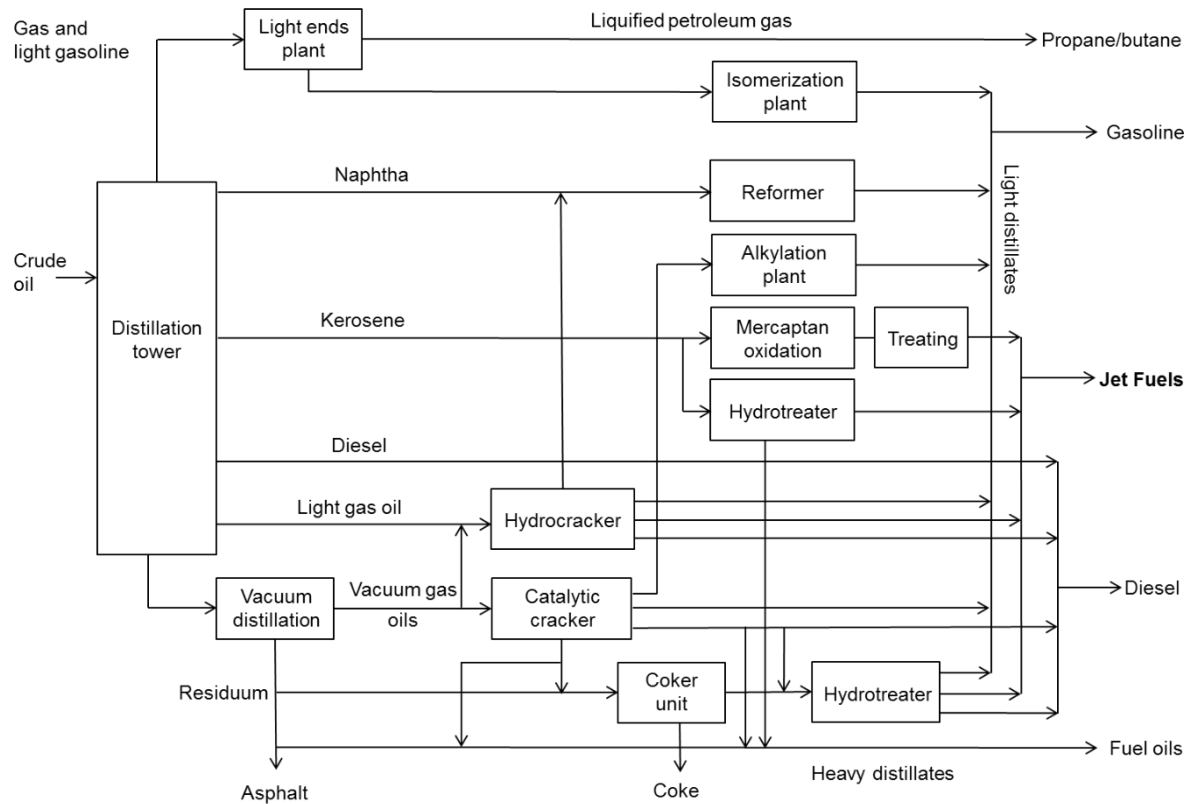 Gas and
light gasoline
Light ends
plant
Liquified petroleum gas
Propane/butane
Isomerization
plant
Gasoline
Naphtha
Reformer
Light distillates
Crude
oil
Alkylation
plant
Distillation
tower
Kerosene
Mercaptan
oxidation
Treating
Jet Fuels
Hydrotreater
Diesel
Light gas oil
Hydrocracker
Vacuum
distillation
Vacuum gas
oils
Catalytic
cracker
Diesel
Residuum
Coker
unit
Hydrotreater
Fuel oils
Heavy distillates
Asphalt
Coke